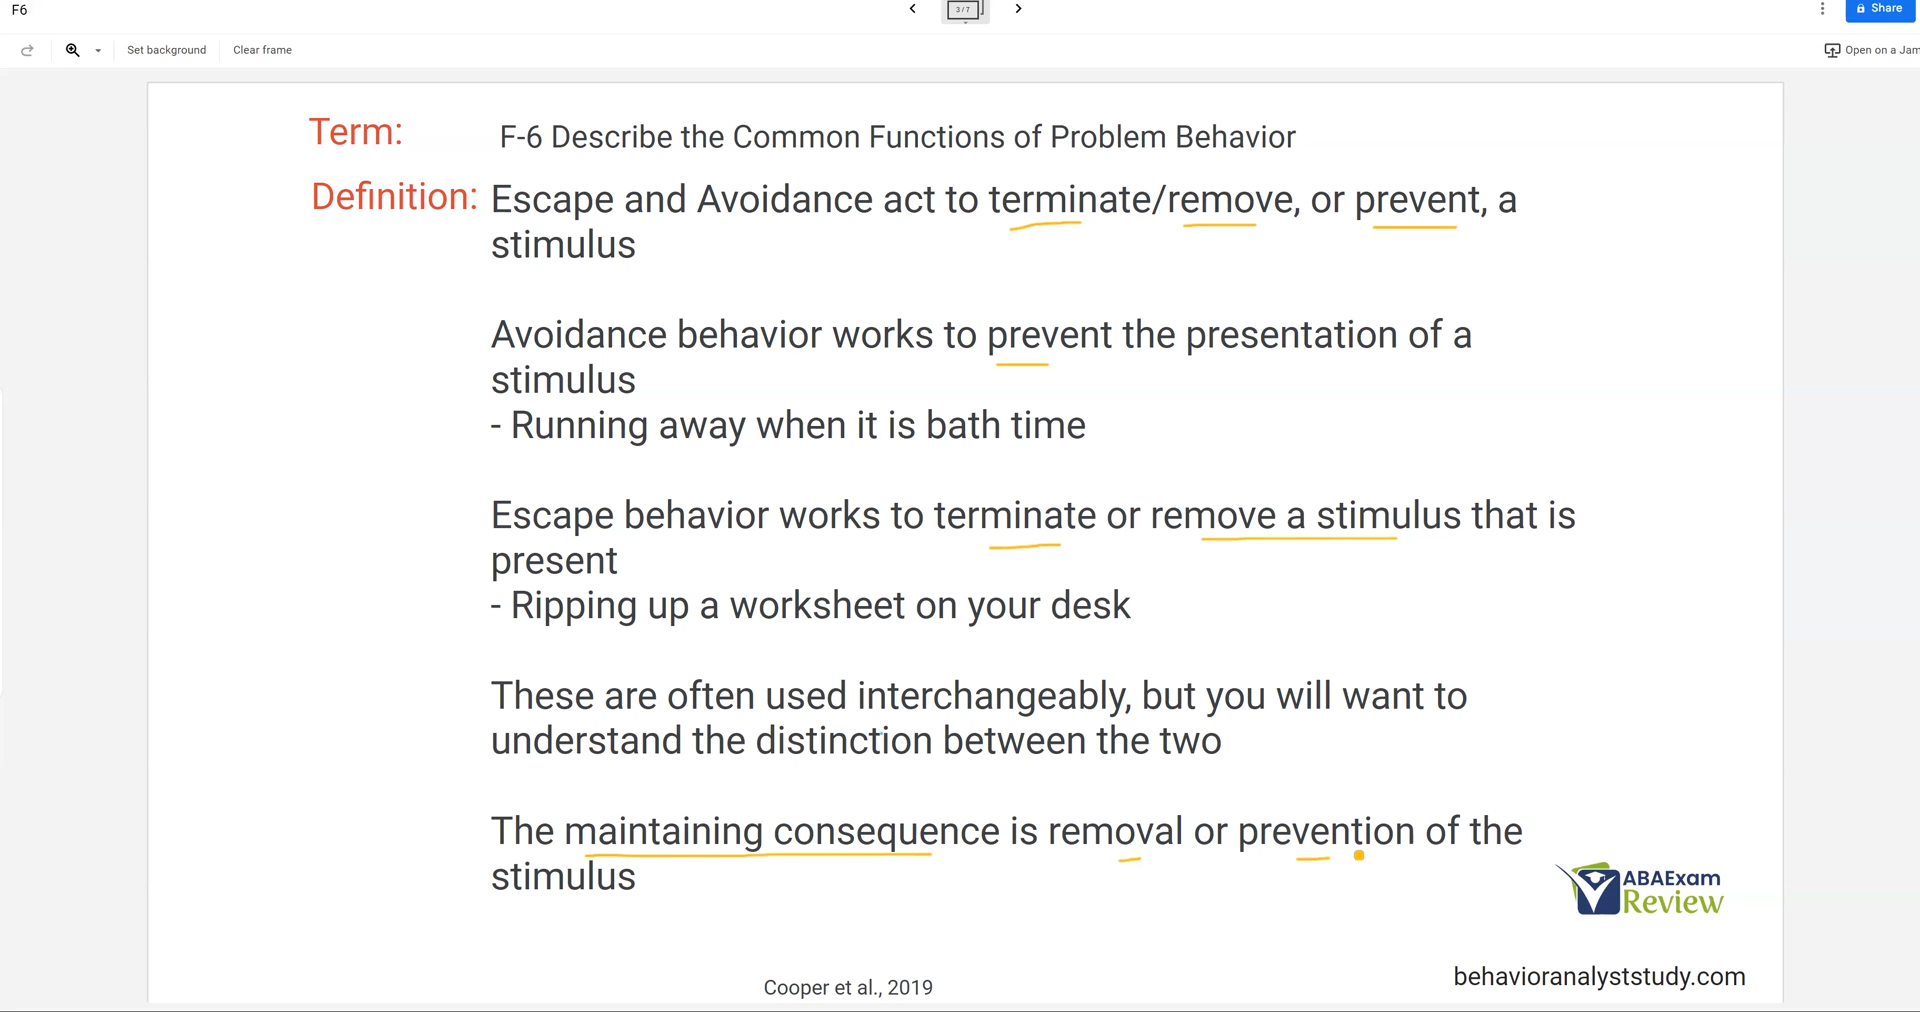 F6
3 / 7
Share
Set background
Clear frame
Open on a Jam
Term:
F-6 Describe the Common Functions of Problem Behavior
Definition:
Escape and Avoidance act to terminate/remove, or prevent, a
stimulus
Avoidance behavior works to prevent the presentation of a
stimulus
- Running away when it is bath time
Escape behavior works to terminate or remove a stimulus that is
present
- Ripping up a worksheet on your desk
These are often used interchangeably, but you will want to
understand the distinction between the two
The maintaining consequence is removal or prevention of the
stimulus
ABAExam
Review
behavioranalyststudy.com
Cooper et al., 2019